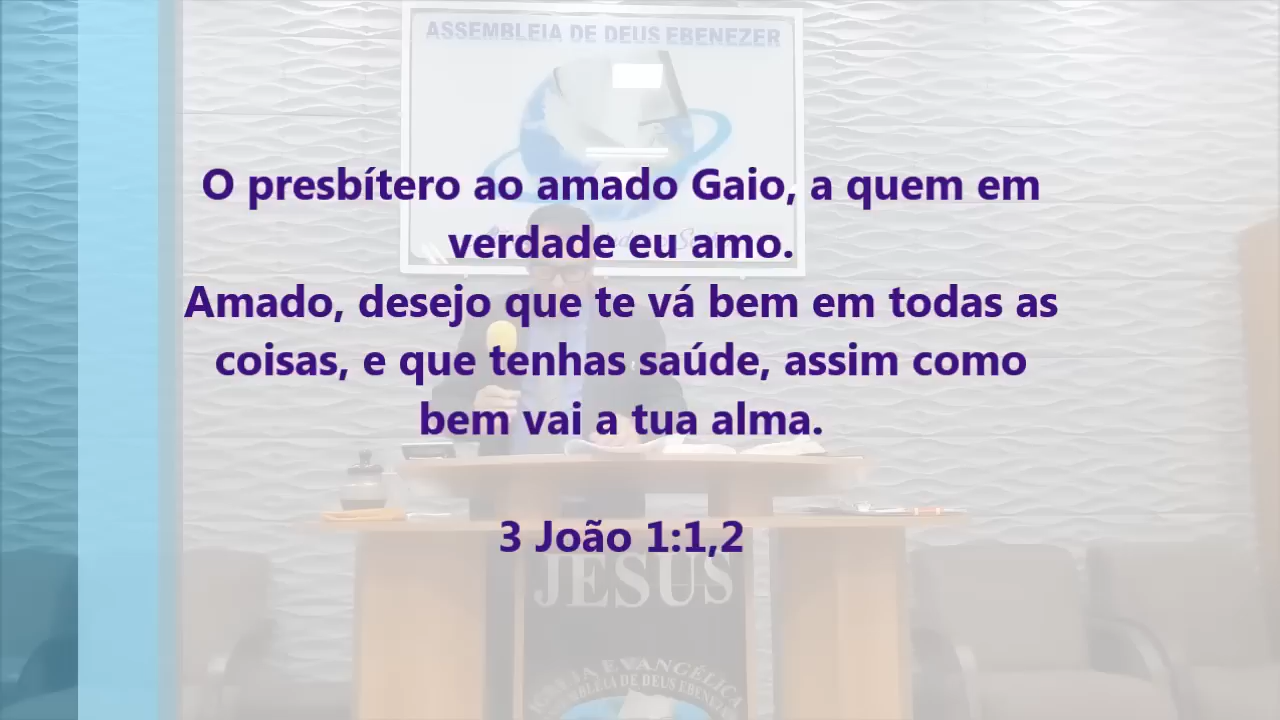 ASSEMBLEIA DE DEUS EBENEZER
O presbítero ao amado Gaio, a quem em
verdade eu amo.
Amado, desejo que te vá bem em todas as
coisas, e que tenhas saúde, assim como
bem vai a tua alma.
3 João 1:1,2
JESUS
IGREJA EVANGÉLICA
ASSEMBLEIA DE DEUS EBENEZER